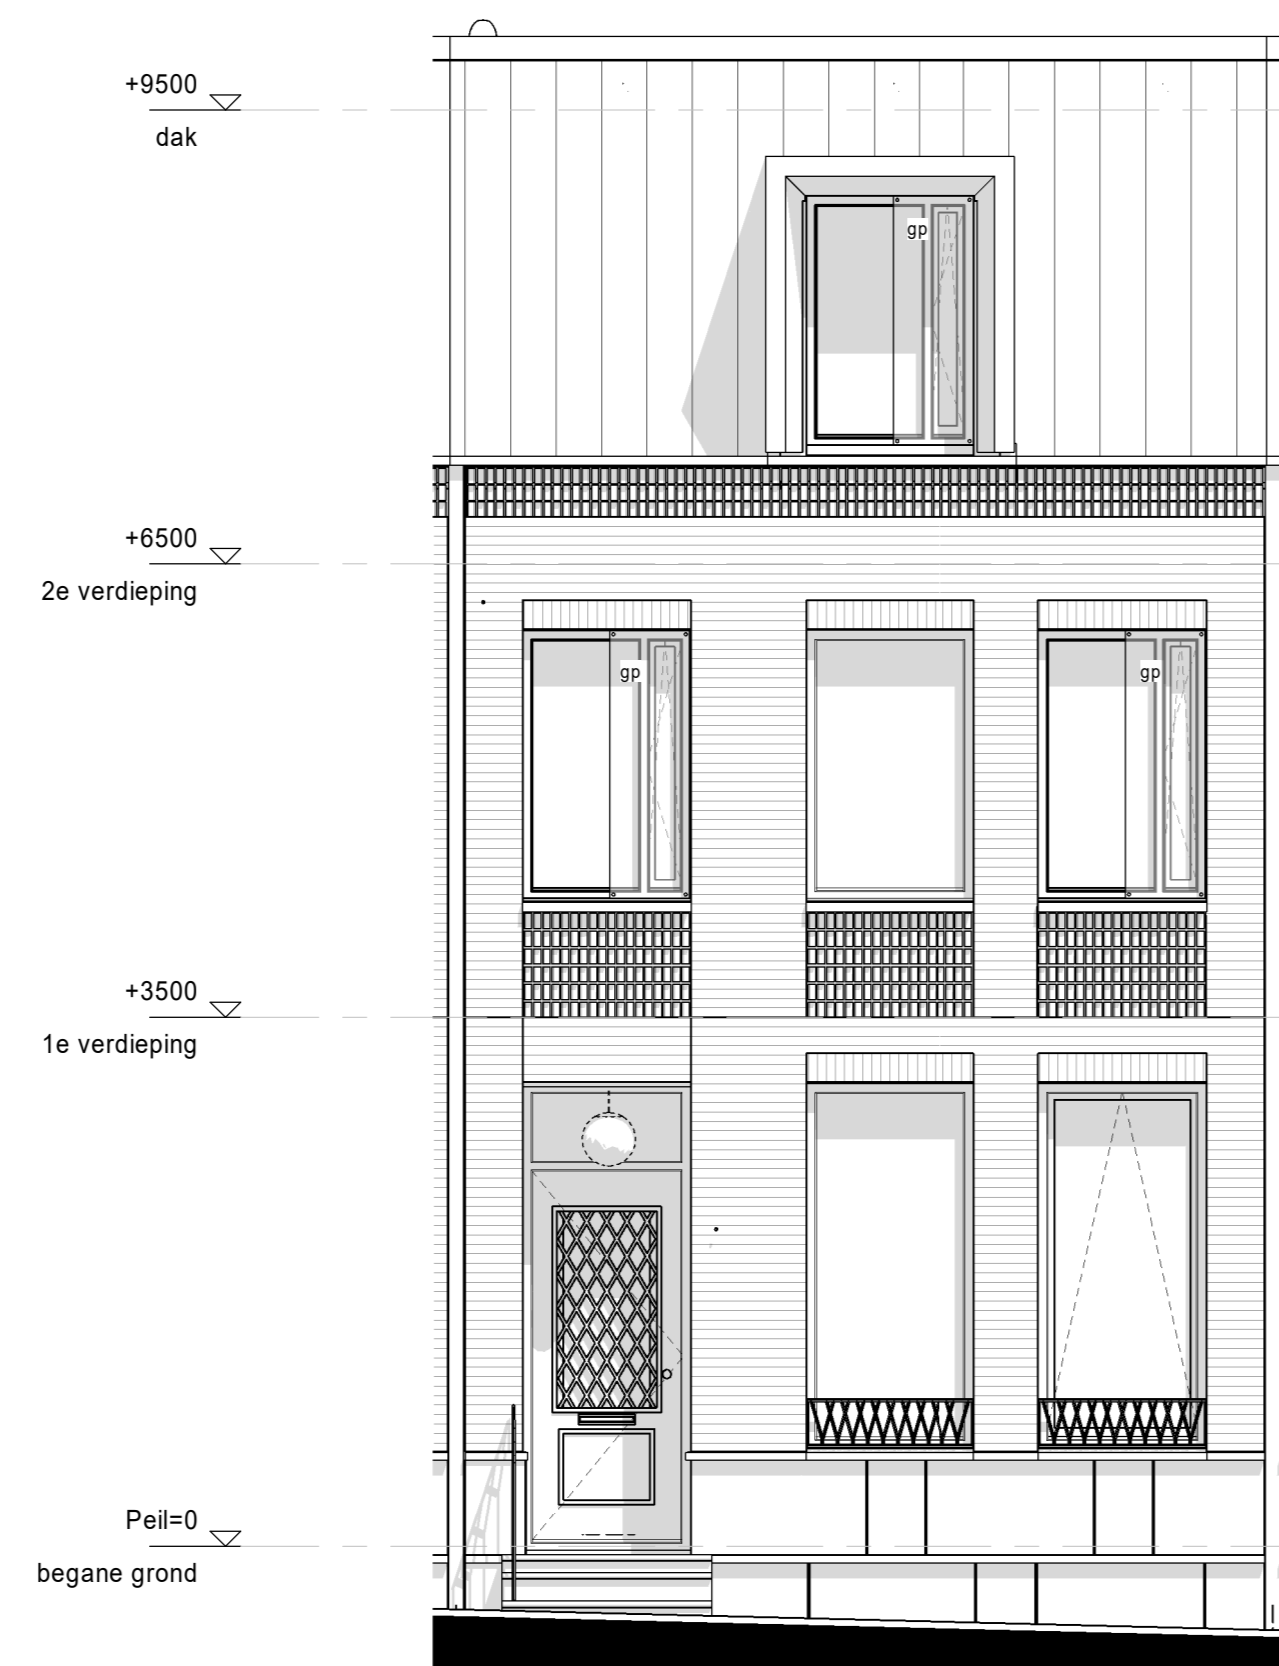 +9500
dak
gp
+6500
2e verdieping
gp
gp
+3500
1e verdieping
Peil=0
begane grond